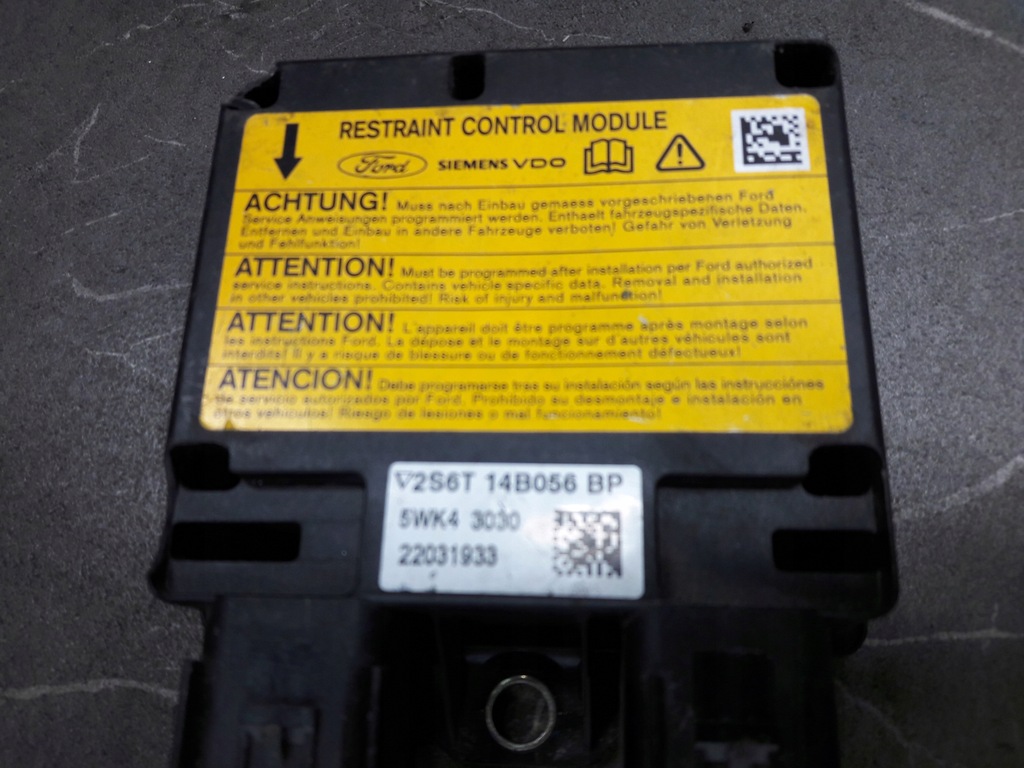 RESTRAINT CONTROL MODULE
Ford SIEMENS VDO
ACHTUNG! Muss nach Einbau gemaess vorgeschriebenen Ford
Service Anweisungen programmiert werden. Enthaelt fahrzeugspezifische Daten.
Entfernen und Einbau in andere Fahrzeuge verboten! Gefahr von Verletzung
und Fehlfunktion!
ATTENTION! Must be programmed after installation per Ford authorized
service instructions. Contains vehicle specific data. Removal and installation
in other vehicles prohibited! Risk of injury and malfunction!
ATTENTION! L'appareil doit être programme après montage selon
les instructions Ford. La dépose et le montage sur d'autres véhicules sont
interdits! Il y a risque de blessure ou de fonctionnement défectueux!
ATENCION! Debe programarse tras su instalación según las instrucciónes
de servicio autorizados por Ford. Prohibido su desmontaje e instalación en
otros vehiculos! Riesgo de lesiones o mal funcionamiento!
V2S6T 14B056 BP
5WK4 3030
22031933